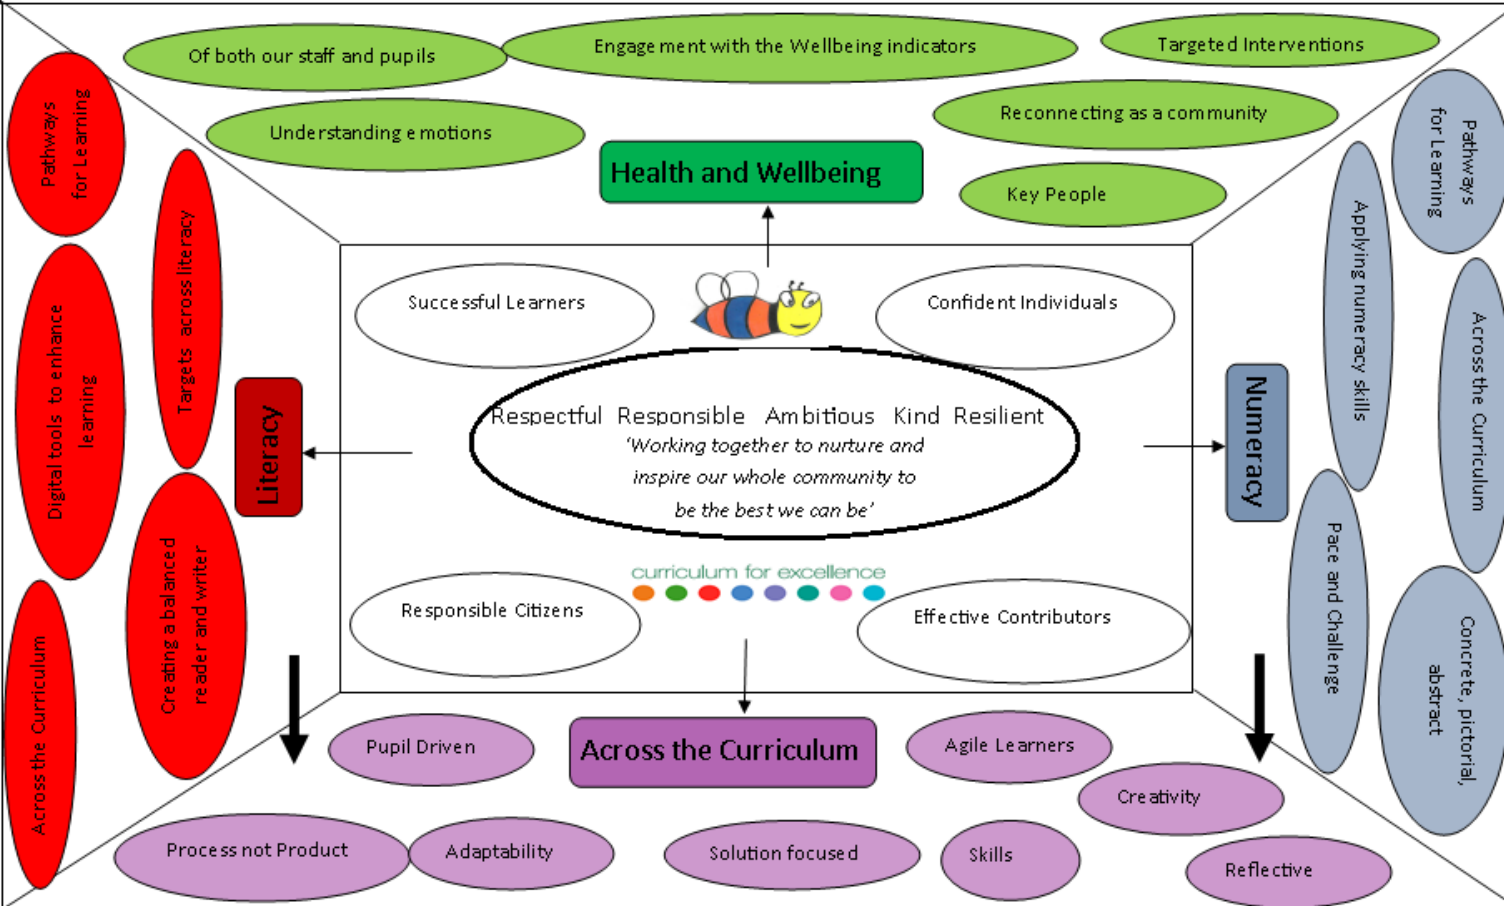 Of both our staff and pupils
Engagement with the Wellbeing indicators
Targeted Interventions
Understanding emotions
Reconnecting as a community
Health and Wellbeing
Key People
Pathways
for Learning
Targets across literacy
Digital tools to enhance
learning
Literacy
Creating a balanced
reader and writer
Across the Curriculum
Successful Learners
Confident Individuals
Respectful Responsible Ambitious Kind Resilient
‘Working together to nurture and
inspire our whole community to
be the best we can be’
curriculum for excellence
Responsible Citizens
Effective Contributors
Numeracy
Pathways
for Learning
Applying numeracy skills
Across the Curriculum
Pace and Challenge
Concrete, pictorial,
abstract
Pupil Driven
Across the Curriculum
Agile Learners
Creativity
Process not Product
Adaptability
Solution focused
Skills
Reflective